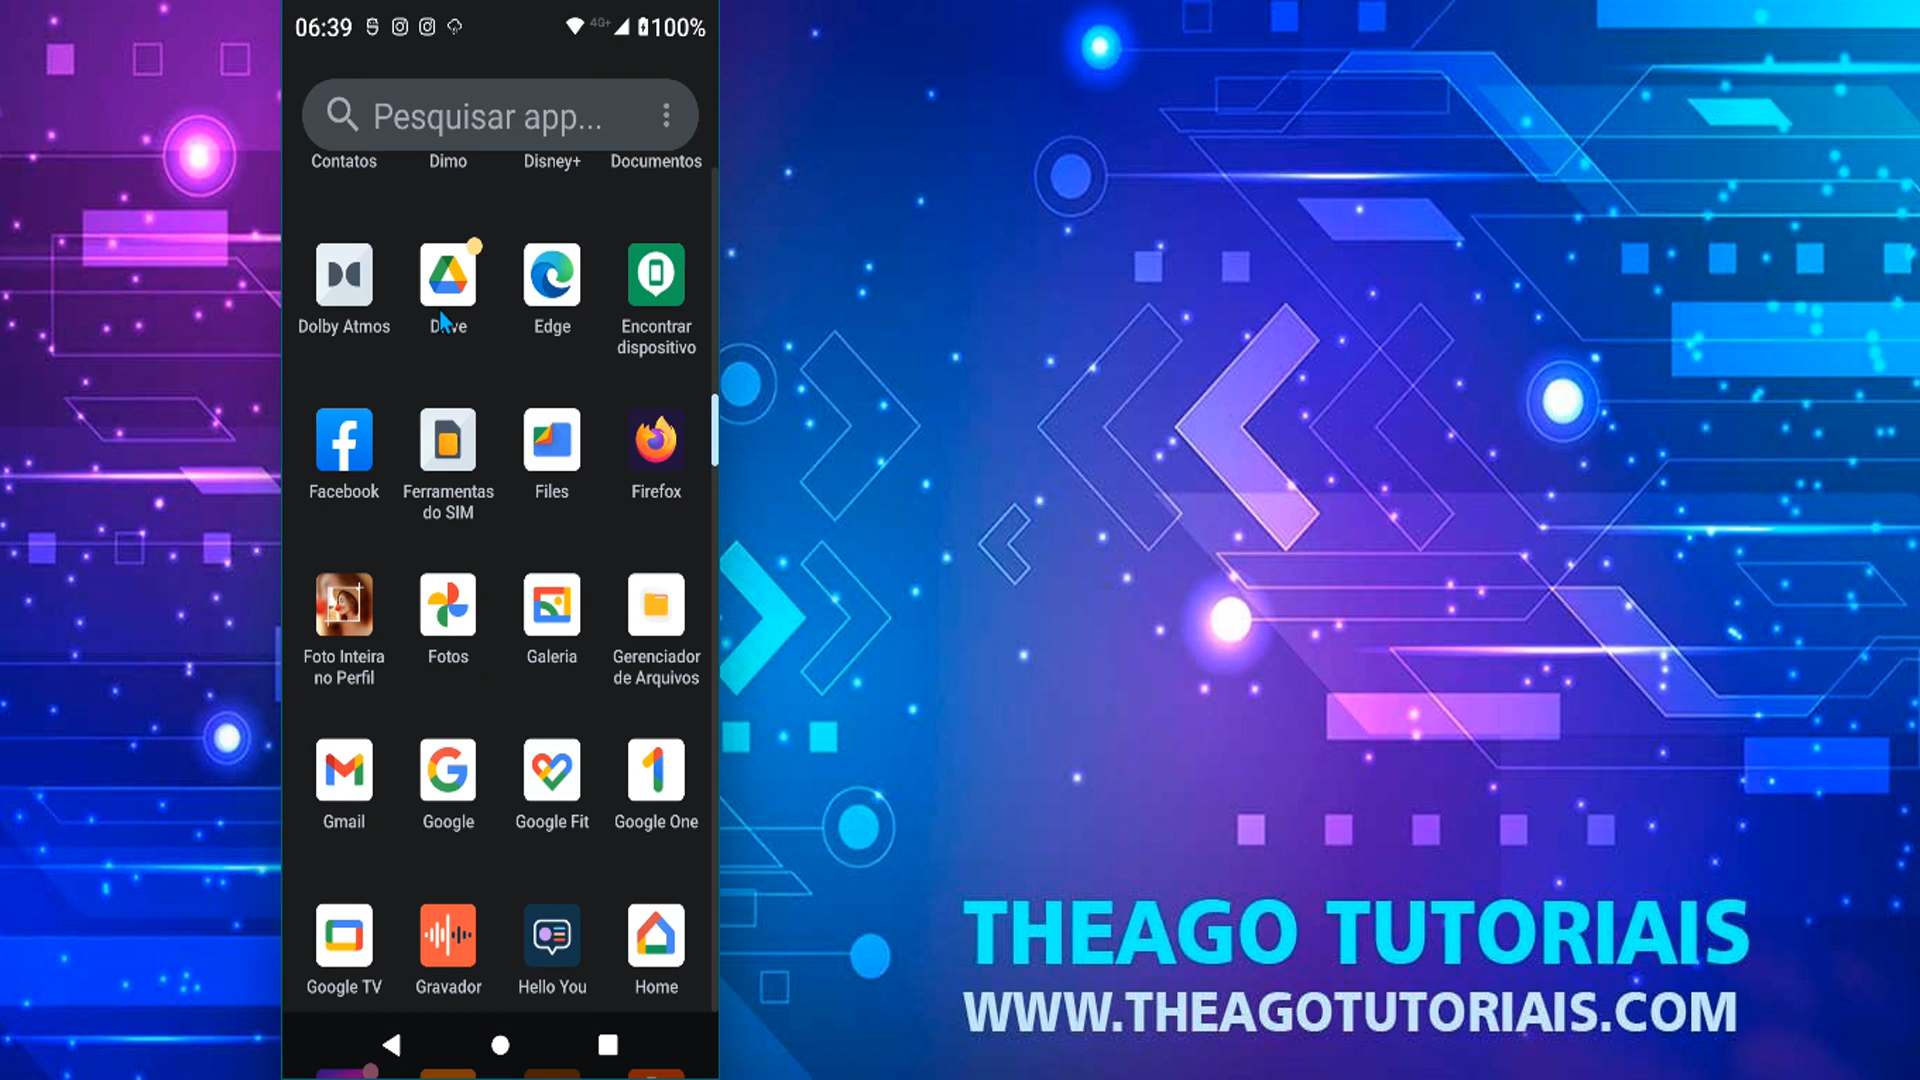 06:39
4G+
100%
Pesquisar app...
Contatos Dimo Disney+ Documentos
Dolby Atmos Drive Edge Encontrar
dispositivo
Facebook Ferramentas Files Firefox
do SIM
Foto Inteira Fotos Galeria Gerenciador
no Perfil de Arquivos
Gmail Google Google Fit Google One
Google TV Gravador Hello You Home
THEAGO TUTORIAIS
WWW.THEAGOTUTORIAIS.COM